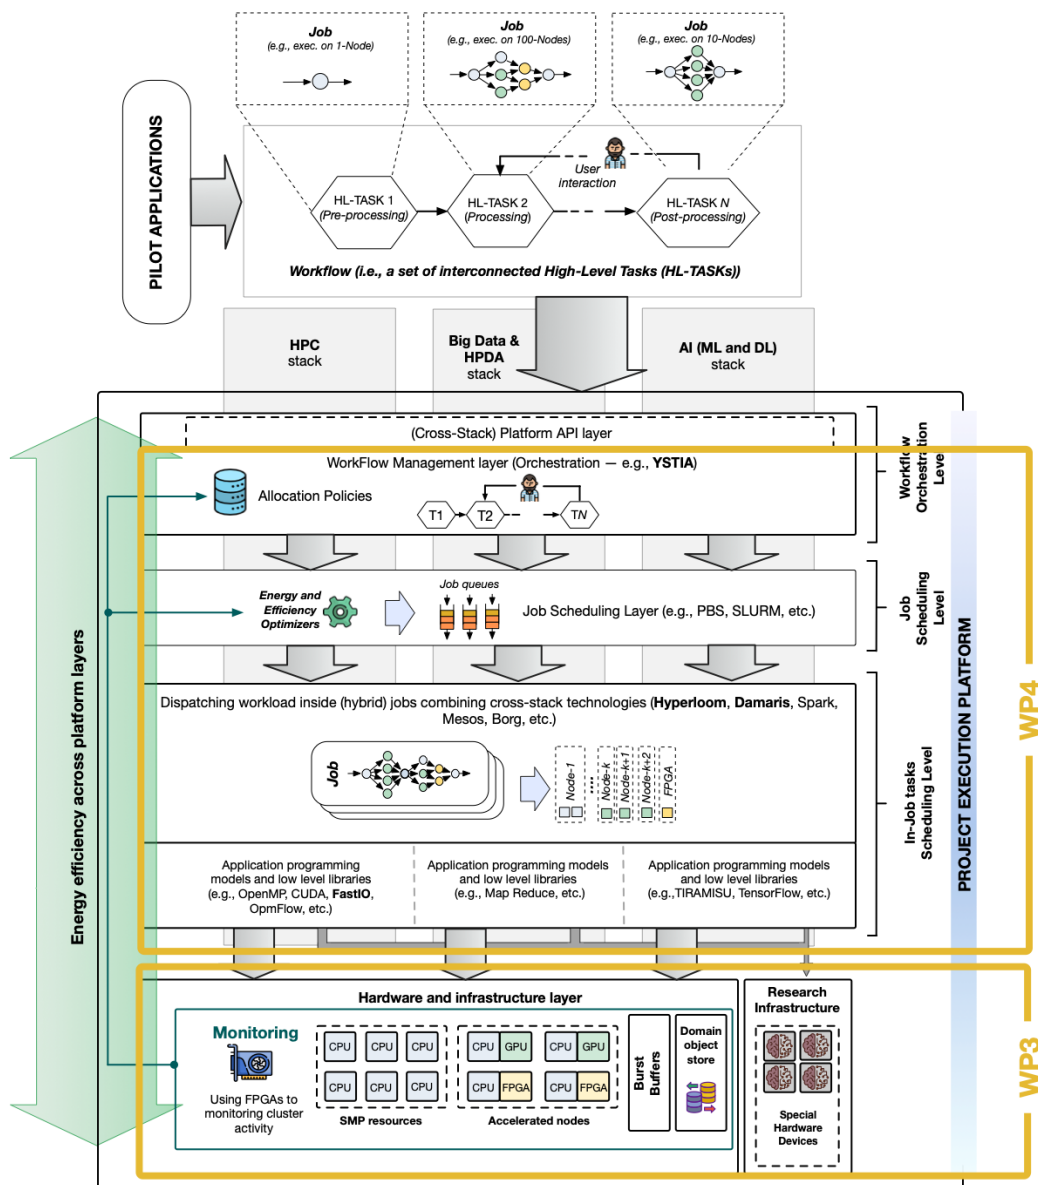 Job
(e.g., exec. on 1-Node)
Job
(e.g., exec. on 100-Nodes)
Job
(e.g., exec. on 10-Nodes)
PILOT APPLICATIONS
User
interaction
HL-TASK 1
(Pre-processing)
HL-TASK 2
(Processing)
HL-TASK N
(Post-processing)
Workflow (i.e., a set of interconnected High-Level Tasks (HL-TASKs))
HPC
stack
Big Data &
HPDA
stack
AI (ML and DL)
stack
(Cross-Stack) Platform API layer
WorkFlow Management layer (Orchestration — e.g., YSTIA)
Allocation Policies
T1
T2
TN
Workflow
Orchestration
Level
Job queues
Energy and
Efficiency
Optimizers
Job Scheduling Layer (e.g., PBS, SLURM, etc.)
Job
Scheduling
Level
Dispatching workload inside (hybrid) jobs combining cross-stack technologies (Hyperloom, Damaris, Spark,
Mesos, Borg, etc.)
Job
Node-1
Node-k
Node-k+1
Node-k+2
FPGA
In-Job tasks
Scheduling Level
Application programming
models and low level libraries
(e.g., OpenMP, CUDA, FastIO,
OpmFlow, etc.)
Application programming models
and low level libraries
(e.g., Map Reduce, etc.)
Application programming models
and low level libraries
(e.g.,TIRAMISU, TensorFlow, etc.)
Energy efficiency across platform layers
PROJECT EXECUTION PLATFORM
WP4
Hardware and infrastructure layer
Monitoring
Using FPGAs to
monitoring cluster
activity
CPU CPU CPU
CPU CPU CPU
SMP resources
CPU GPU CPU GPU
CPU FPGA CPU FPGA
Accelerated nodes
Burst
Buffers
Domain
object
store
Research
Infrastructure
Special
Hardware
Devices
WP3